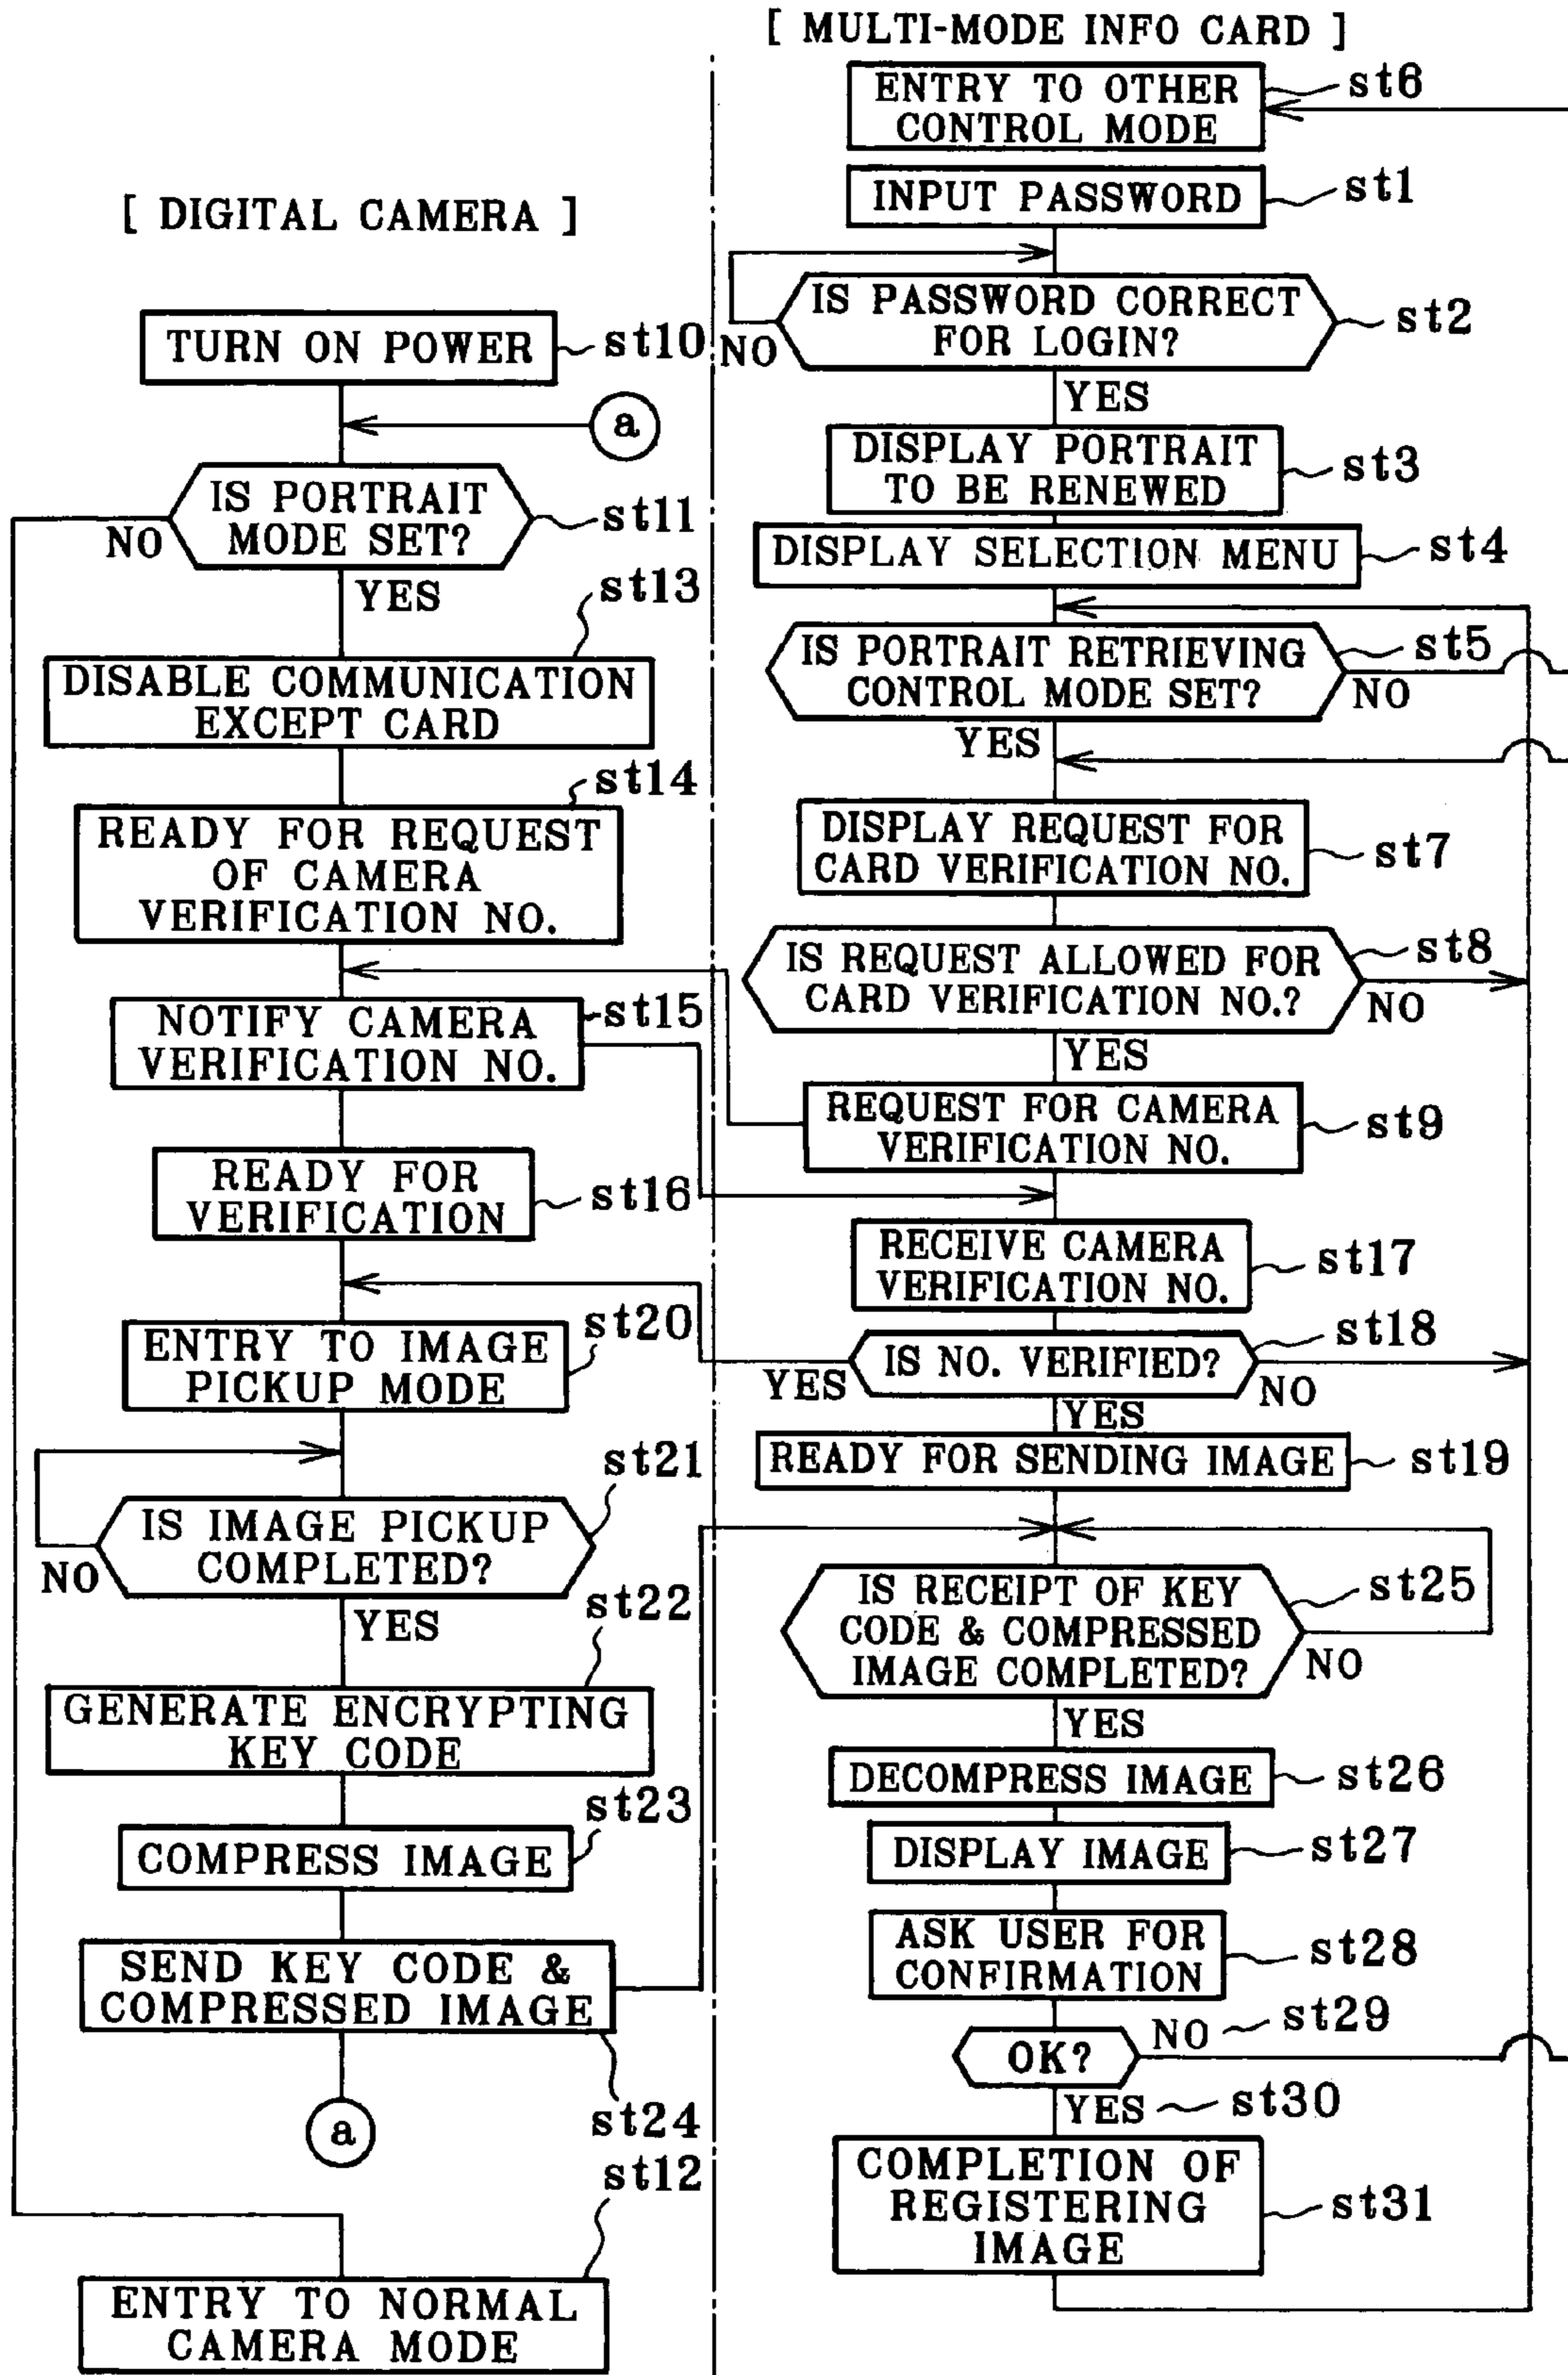 [ DIGITAL CAMERA ]
TURN ON POWER
st10
a
IS PORTRAIT
MODE SET?
st11
NO
YES
st13
DISABLE COMMUNICATION
EXCEPT CARD
st14
READY FOR REQUEST
OF CAMERA
VERIFICATION NO.
NOTIFY CAMERA
VERIFICATION NO.
st15
READY FOR
VERIFICATION
st16
ENTRY TO IMAGE
PICKUP MODE
st20
st21
IS IMAGE PICKUP
COMPLETED?
NO
YES
st22
GENERATE ENCRYPTING
KEY CODE
st23
COMPRESS IMAGE
SEND KEY CODE &
COMPRESSED IMAGE
st24
a
st12
ENTRY TO NORMAL
CAMERA MODE
[ MULTI-MODE INFO CARD ]
ENTRY TO OTHER
CONTROL MODE
st6
INPUT PASSWORD
st1
IS PASSWORD CORRECT
FOR LOGIN?
st2
NO
YES
DISPLAY PORTRAIT
TO BE RENEWED
st3
DISPLAY SELECTION MENU
st4
IS PORTRAIT RETRIEVING
CONTROL MODE SET?
st5
NO
YES
DISPLAY REQUEST FOR
CARD VERIFICATION NO.
st7
IS REQUEST ALLOWED FOR
CARD VERIFICATION NO.?
st8
NO
YES
REQUEST FOR CAMERA
VERIFICATION NO.
st9
RECEIVE CAMERA
VERIFICATION NO.
st17
IS NO. VERIFIED?
st18
YES
NO
YES
READY FOR SENDING IMAGE
st19
IS RECEIPT OF KEY
CODE & COMPRESSED
IMAGE COMPLETED?
st25
NO
YES
DECOMPRESS IMAGE
st26
DISPLAY IMAGE
st27
ASK USER FOR
CONFIRMATION
st28
OK?
NO
st29
YES
st30
COMPLETION OF
REGISTERING
IMAGE
st31